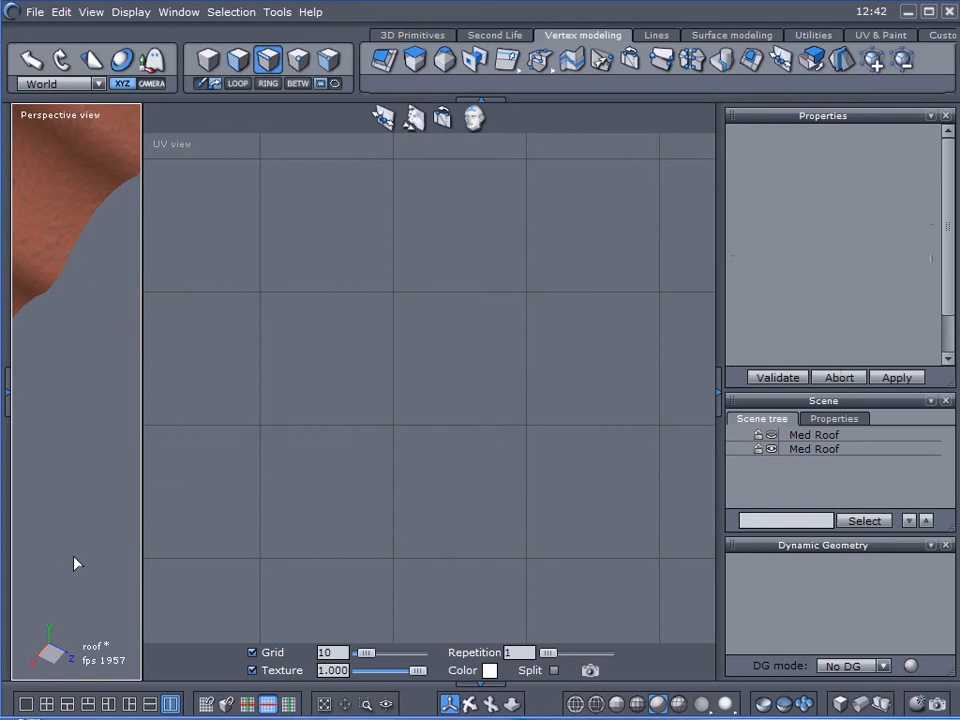 File Edit View Display Window Selection Tools Help 12:42
3D Primitives Second Life Vertex modeling Lines Surface modeling Utilities UV & Paint Custo
World XYZ CAMERA LOOP RING BETW
Perspective view
UV view
Properties
Validate Abort Apply
Scene
Scene tree Properties
Med Roof
Med Roof
Select
Dynamic Geometry
DG mode: No DG
Y
X Z
roof *
fps 1957
Grid 10 Repetition 1
Texture 1.000 Color Split